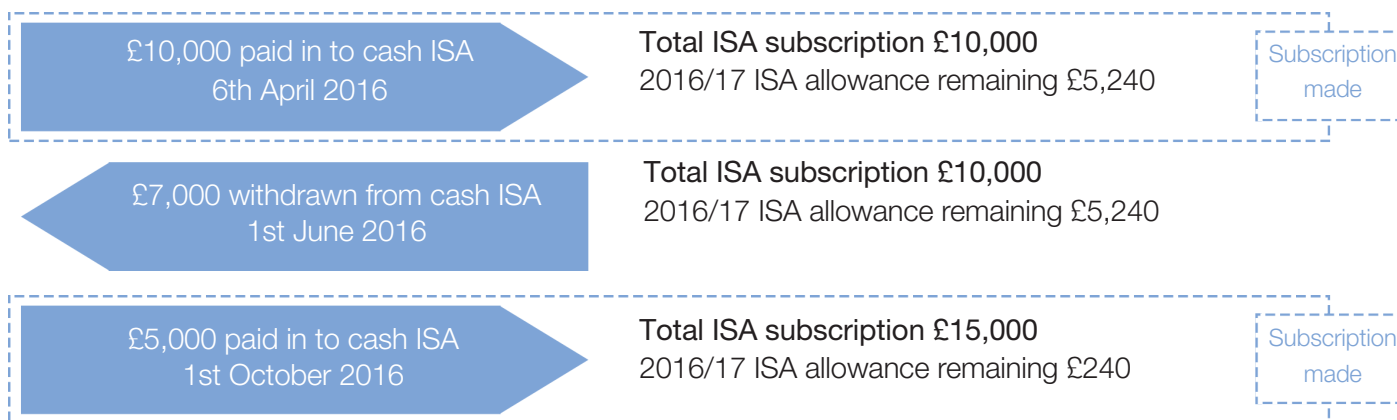 £10,000 paid in to cash ISA
6th April 2016
Total ISA subscription £10,000
2016/17 ISA allowance remaining £5,240
Subscription
made
£7,000 withdrawn from cash ISA
1st June 2016
Total ISA subscription £10,000
2016/17 ISA allowance remaining £5,240
£5,000 paid in to cash ISA
1st October 2016
Total ISA subscription £15,000
2016/17 ISA allowance remaining £240
Subscription
made